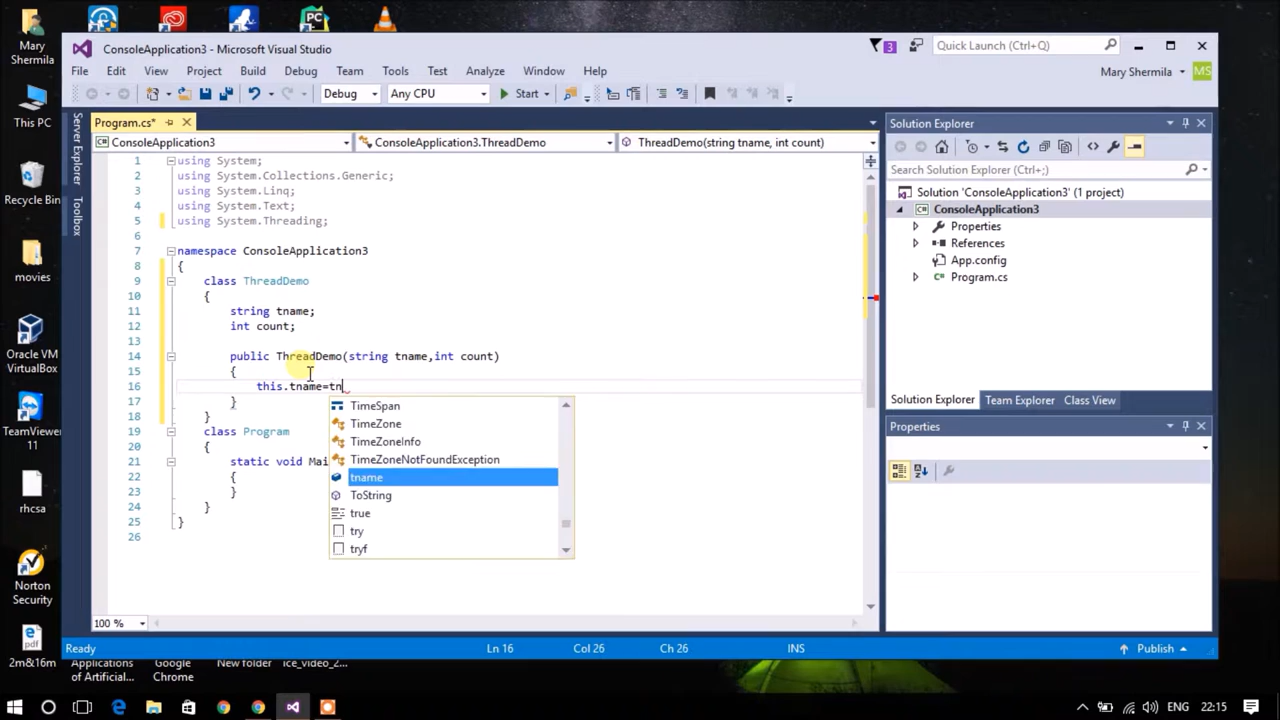 Mary Shermila
This PC
Recycle Bin
movies
Oracle VM VirtualBox
TeamViewer 11
rhcsa
Norton Security
pdf
2m&16m
PC
ConsoleApplication3 - Microsoft Visual Studio
3
Quick Launch (Ctrl+;)
File Edit View Project Build Debug Team Tools Test Analyze Window Help
Mary Shermila
MS
Debug Any CPU Start
Server Explorer
Toolbox
Program.cs*
ConsoleApplication3 ConsoleApplication3.ThreadDemo ThreadDemo(string tname, int count)
1 using System;
2 using System.Collections.Generic;
3 using System.Linq;
4 using System.Text;
5 using System.Threading;
6
7 namespace ConsoleApplication3
8 {
9 class ThreadDemo
10 {
11 string tname;
12 int count;
13
14 public ThreadDemo(string tname,int count)
15 {
16 this.tname=tn
17 }
18 }
19 class Program
20 {
21 static void Mai
22 {
23 }
24 }
25 }
26
TimeSpan
TimeZone
TimeZoneInfo
TimeZoneNotFoundException
tname
ToString
true
try
tryf
100 %
Solution Explorer
Search Solution Explorer (Ctrl+;)
Solution 'ConsoleApplication3' (1 project)
ConsoleApplication3
Properties
References
App.config
Program.cs
Solution Explorer Team Explorer Class View
Properties
Ready Ln 16 Col 26 Ch 26 INS Publish
Applications of Artificial...
Google Chrome
New folder
ice_video_2...
ENG 22:15